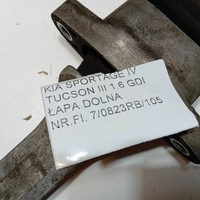 KIA SPORTAGE IV
TUCSON III 1.6 GDI
ŁAPA DOLNA
NR.FI. 7/0823RB/105